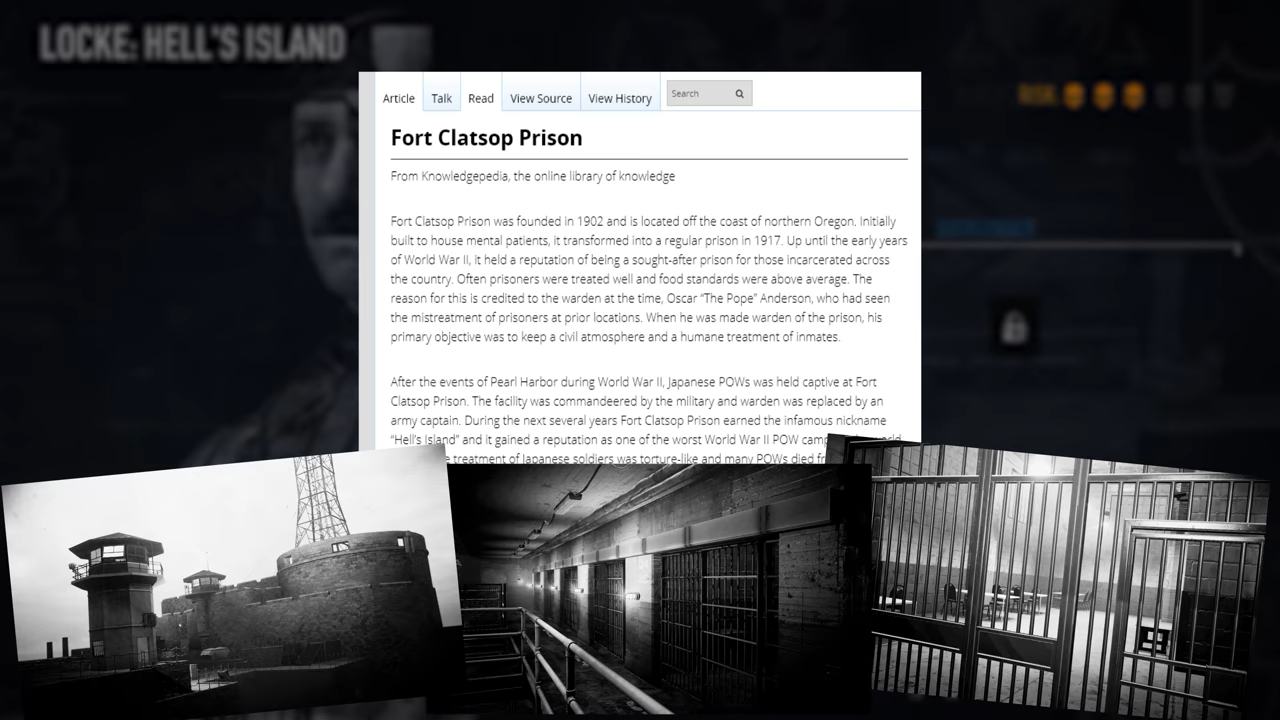 LOCKE: HELL'S ISLAND
RISK:
Article Talk Read View Source View History Search
Fort Clatsop Prison
From Knowledgepedia, the online library of knowledge
Fort Clatsop Prison was founded in 1902 and is located off the coast of northern Oregon. Initially
built to house mental patients, it transformed into a regular prison in 1917. Up until the early years
of World War II, it held a reputation of being a sought-after prison for those incarcerated across
the country. Often prisoners were treated well and food standards were above average. The
reason for this is credited to the warden at the time, Oscar “The Pope” Anderson, who had seen
the mistreatment of prisoners at prior locations. When he was made warden of the prison, his
primary objective was to keep a civil atmosphere and a humane treatment of inmates.
After the events of Pearl Harbor during World War II, Japanese POWs was held captive at Fort
Clatsop Prison. The facility was commandeered by the military and warden was replaced by an
army captain. During the next several years Fort Clatsop Prison earned the infamous nickname
“Hell's Island” and it gained a reputation as one of the worst World War II POW
treatment of Japanese soldiers was torture-like and many POWs died